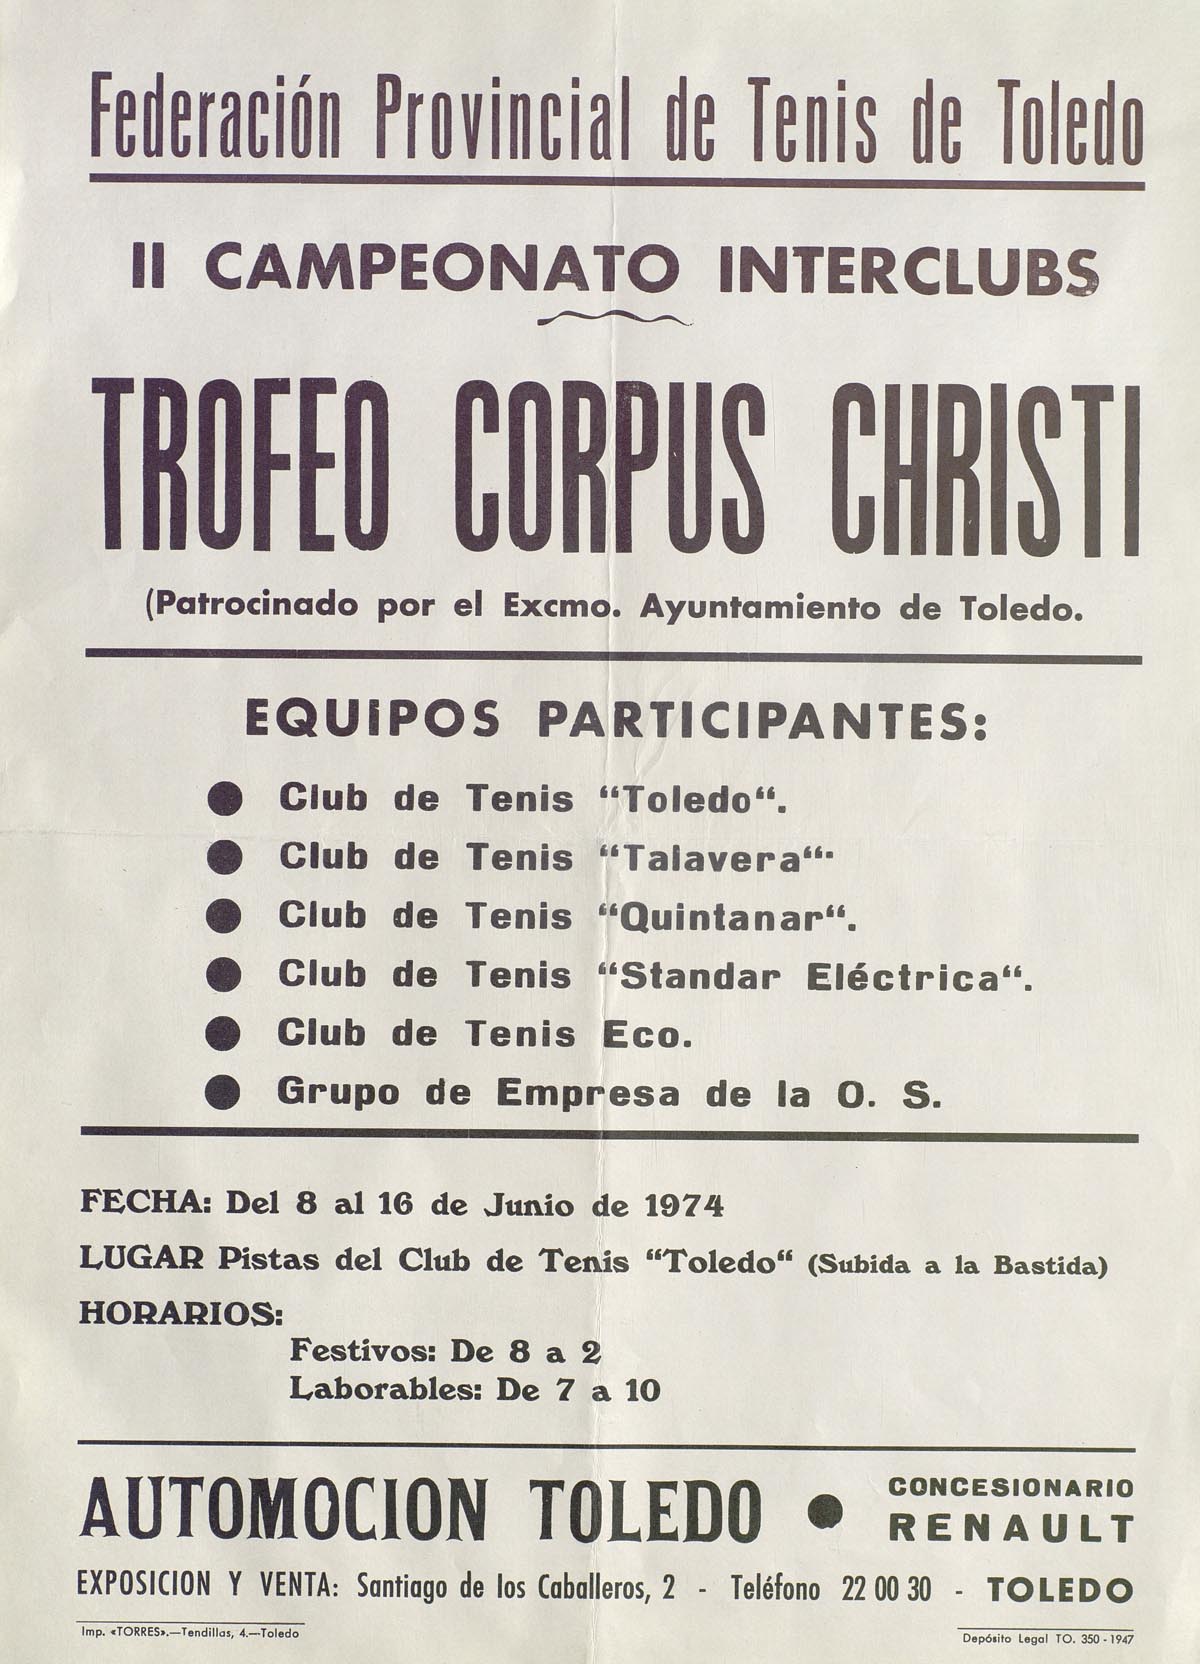 Federación Provincial de Tenis de Toledo
II CAMPEONATO INTERCLUBS
TROFEO CORPUS CHRISTI
(Patrocinado por el Excmo. Ayuntamiento de Toledo.
EQUIPOS PARTICIPANTES:
● Club de Tenis “Toledo“.
● Club de Tenis “Talavera“.
● Club de Tenis “Quintanar“.
● Club de Tenis “Standar Eléctrica“.
● Club de Tenis Eco.
● Grupo de Empresa de la O. S.
FECHA: Del 8 al 16 de Junio de 1974
LUGAR Pistas del Club de Tenis “Toledo“ (Subida a la Bastida)
HORARIOS:
Festivos: De 8 a 2
Laborables: De 7 a 10
AUTOMOCION TOLEDO ● CONCESIONARIO RENAULT
EXPOSICION Y VENTA: Santiago de los Caballeros, 2 - Teléfono 22 00 30 - TOLEDO
Imp. «TORRES».—Tendillas, 4.—Toledo
Depósito Legal TO. 350 - 1947